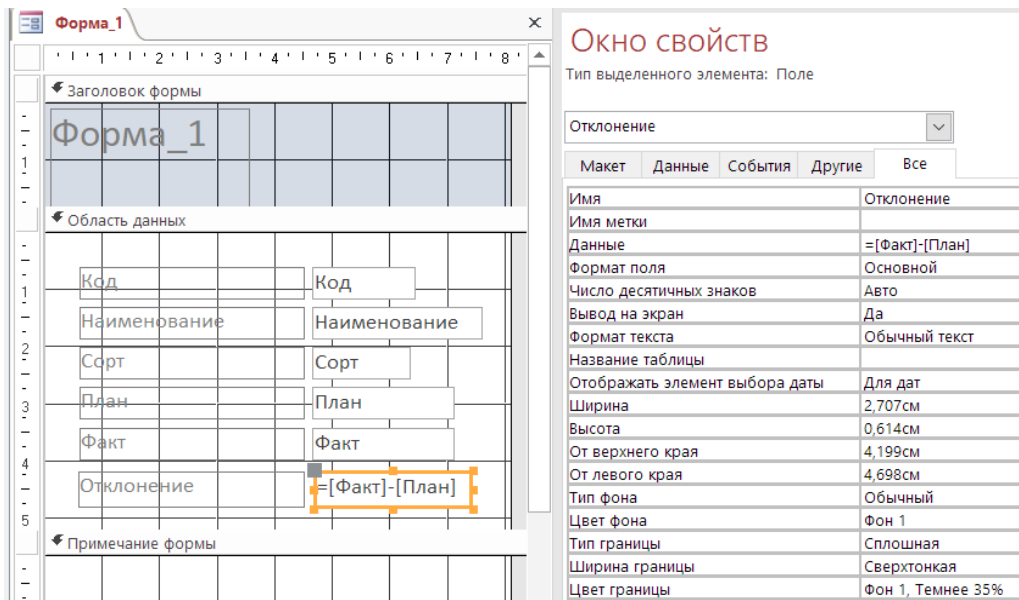 Форма_1
1 2 3 4 5 6 7 8
Заголовок формы
Форма_1
1
Область данных
Код Код
1
Наименование Наименование
2
Сорт Сорт
План План
3
Факт Факт
4
Отклонение =[Факт]-[План]
5
Примечание формы
Окно свойств
Тип выделенного элемента: Поле
Отклонение
Макет Данные События Другие Все
Имя Отклонение
Имя метки
Данные =[Факт]-[План]
Формат поля Основной
Число десятичных знаков Авто
Вывод на экран Да
Формат текста Обычный текст
Название таблицы
Отображать элемент выбора даты Для дат
Ширина 2,707см
Высота 0,614см
От верхнего края 4,199см
От левого края 4,698см
Тип фона Обычный
Цвет фона Фон 1
Тип границы Сплошная
Ширина границы Сверхтонкая
Цвет границы Фон 1, Темнее 35%